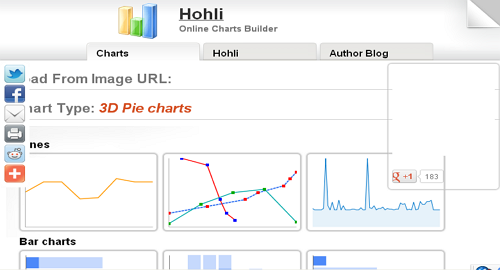 Hohli
Online Charts Builder
Charts Hohli Author Blog
oad From Image URL:
hart Type: 3D Pie charts
+1 183
nes
Bar charts